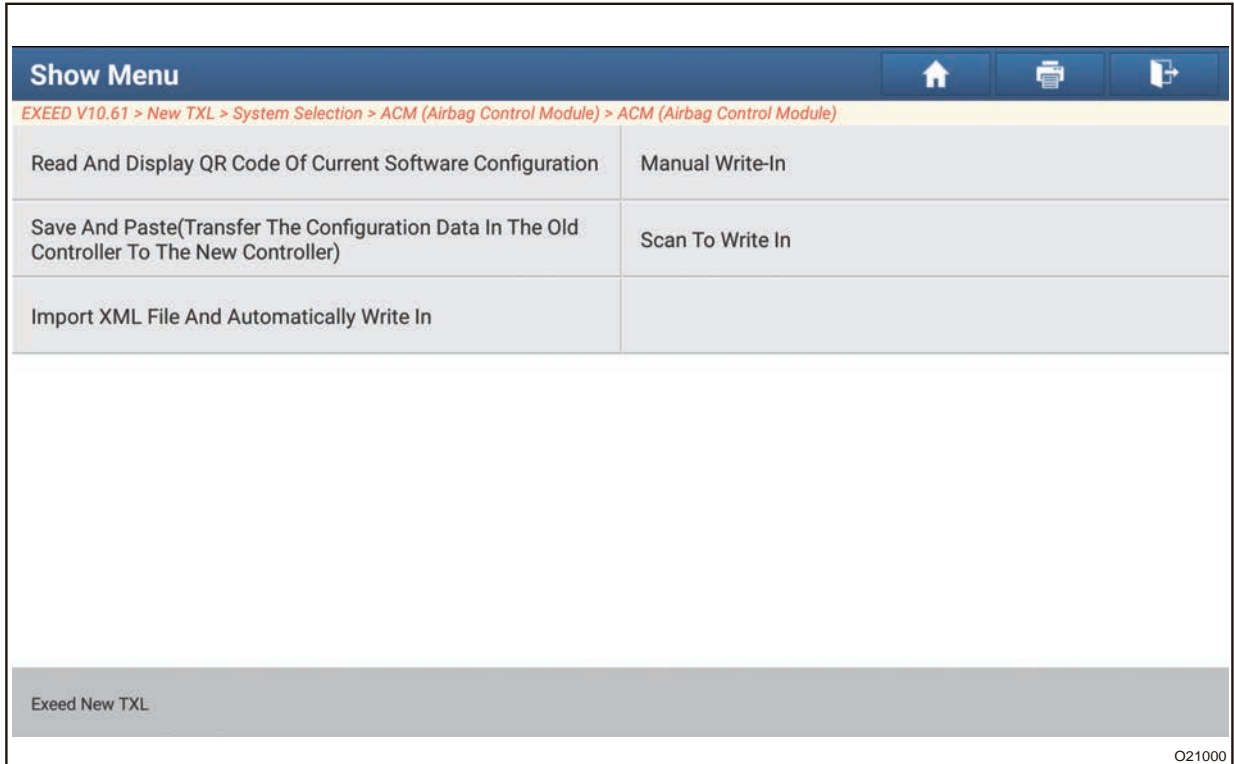 Show Menu
EXEED V10.61 > New TXL > System Selection > ACM (Airbag Control Module) > ACM (Airbag Control Module)
Read And Display QR Code Of Current Software Configuration
Manual Write-In
Save And Paste(Transfer The Configuration Data In The Old
Controller To The New Controller)
Scan To Write In
Import XML File And Automatically Write In
Exeed New TXL
O21000